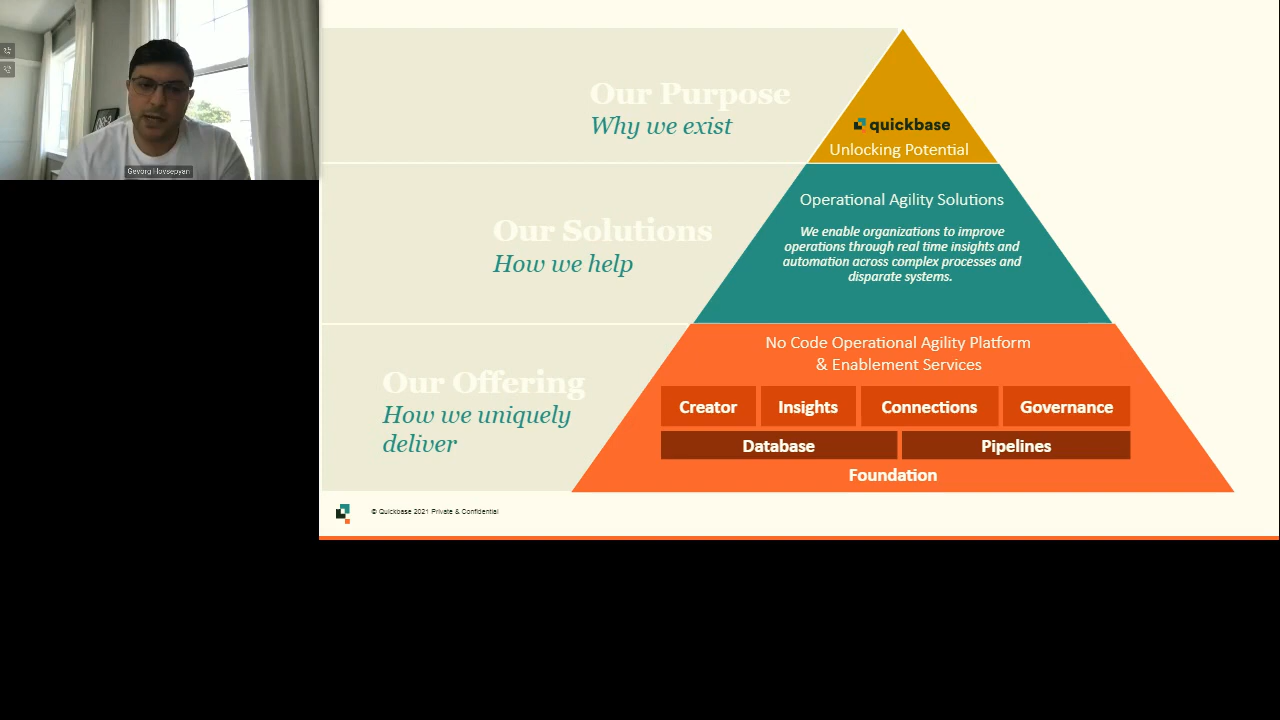 Gevorg Hovsepyan
Our Purpose
Why we exist
quickbase
Unlocking Potential
Our Solutions
How we help
Operational Agility Solutions
We enable organizations to improve
operations through real time insights and
automation across complex processes and
disparate systems.
Our Offering
How we uniquely
deliver
No Code Operational Agility Platform
& Enablement Services
Creator
Insights
Connections
Governance
Database
Pipelines
Foundation
© Quickbase 2021 Private & Confidential